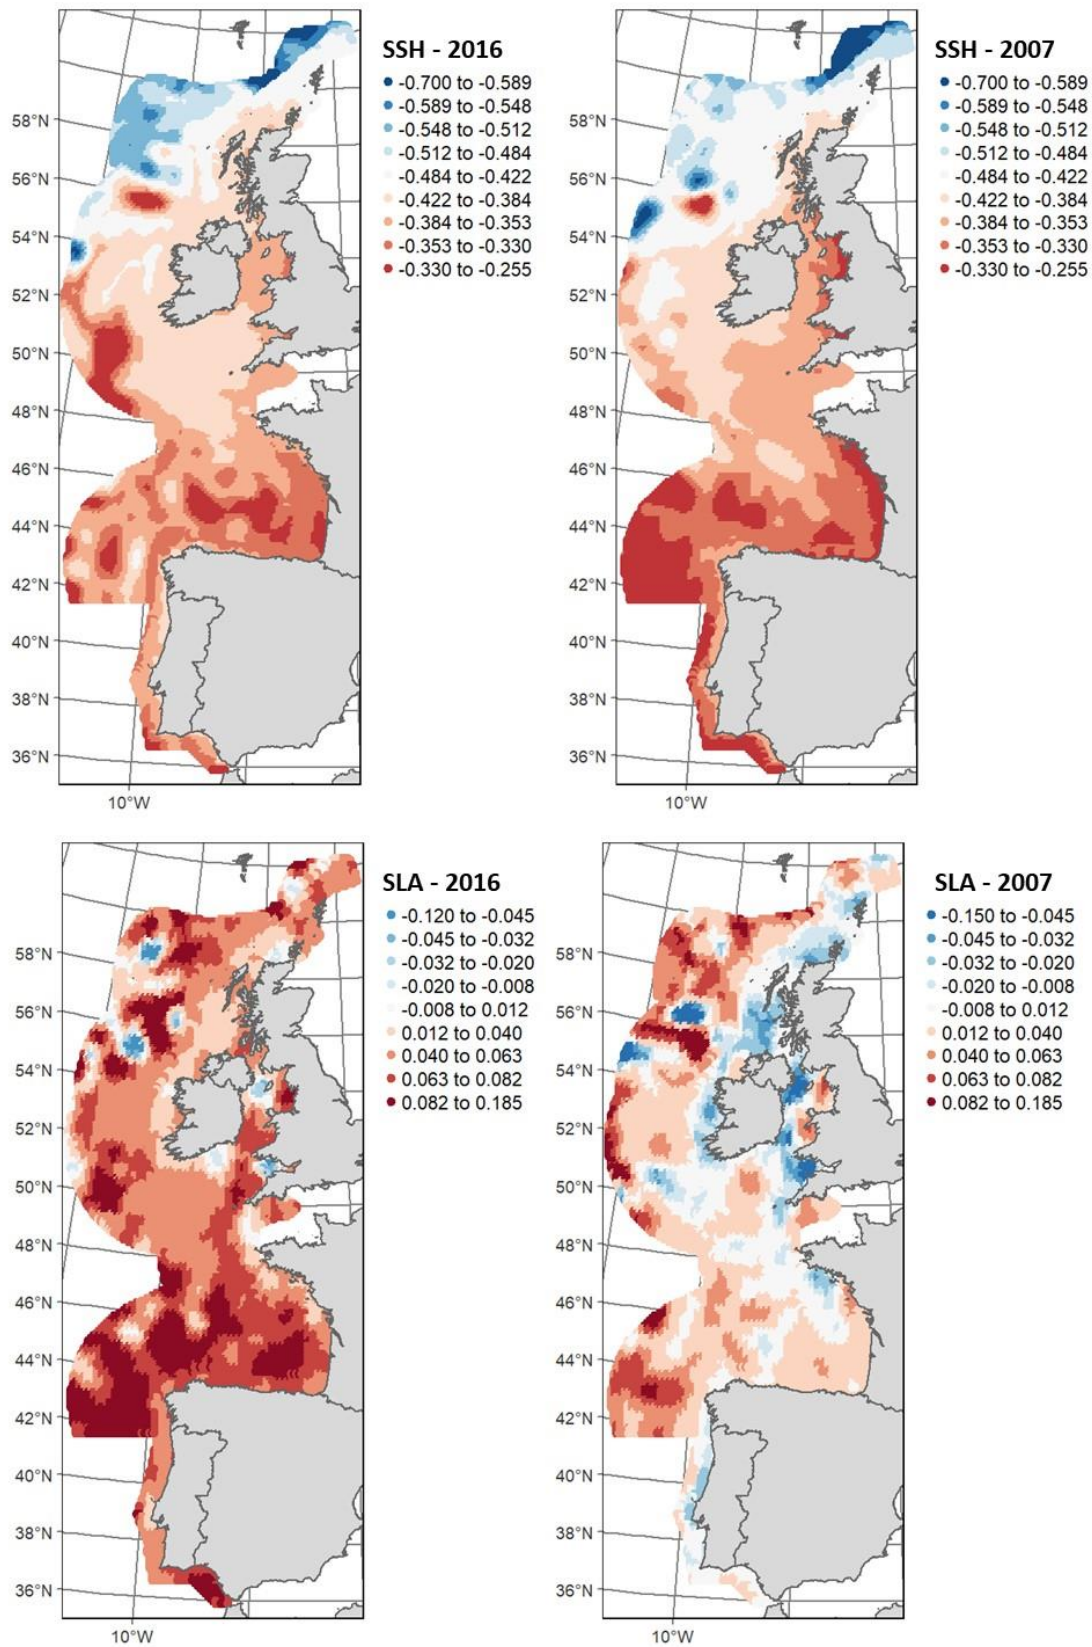 SSH - 2016
-0.700 to -0.589
-0.589 to -0.548
-0.548 to -0.512
-0.512 to -0.484
-0.484 to -0.422
-0.422 to -0.384
-0.384 to -0.353
-0.353 to -0.330
-0.330 to -0.255
58°N
56°N
54°N
52°N
50°N
48°N
46°N
44°N
42°N
40°N
38°N
36°N
10°W
SSH - 2007
-0.700 to -0.589
-0.589 to -0.548
-0.548 to -0.512
-0.512 to -0.484
-0.484 to -0.422
-0.422 to -0.384
-0.384 to -0.353
-0.353 to -0.330
-0.330 to -0.255
58°N
56°N
54°N
52°N
50°N
48°N
46°N
44°N
42°N
40°N
38°N
36°N
10°W
SLA - 2016
-0.120 to -0.045
-0.045 to -0.032
-0.032 to -0.020
-0.020 to -0.008
-0.008 to 0.012
0.012 to 0.040
0.040 to 0.063
0.063 to 0.082
0.082 to 0.185
58°N
56°N
54°N
52°N
50°N
48°N
46°N
44°N
42°N
40°N
38°N
36°N
10°W
SLA - 2007
-0.150 to -0.045
-0.045 to -0.032
-0.032 to -0.020
-0.020 to -0.008
-0.008 to 0.012
0.012 to 0.040
0.040 to 0.063
0.063 to 0.082
0.082 to 0.185
58°N
56°N
54°N
52°N
50°N
48°N
46°N
44°N
42°N
40°N
38°N
36°N
10°W